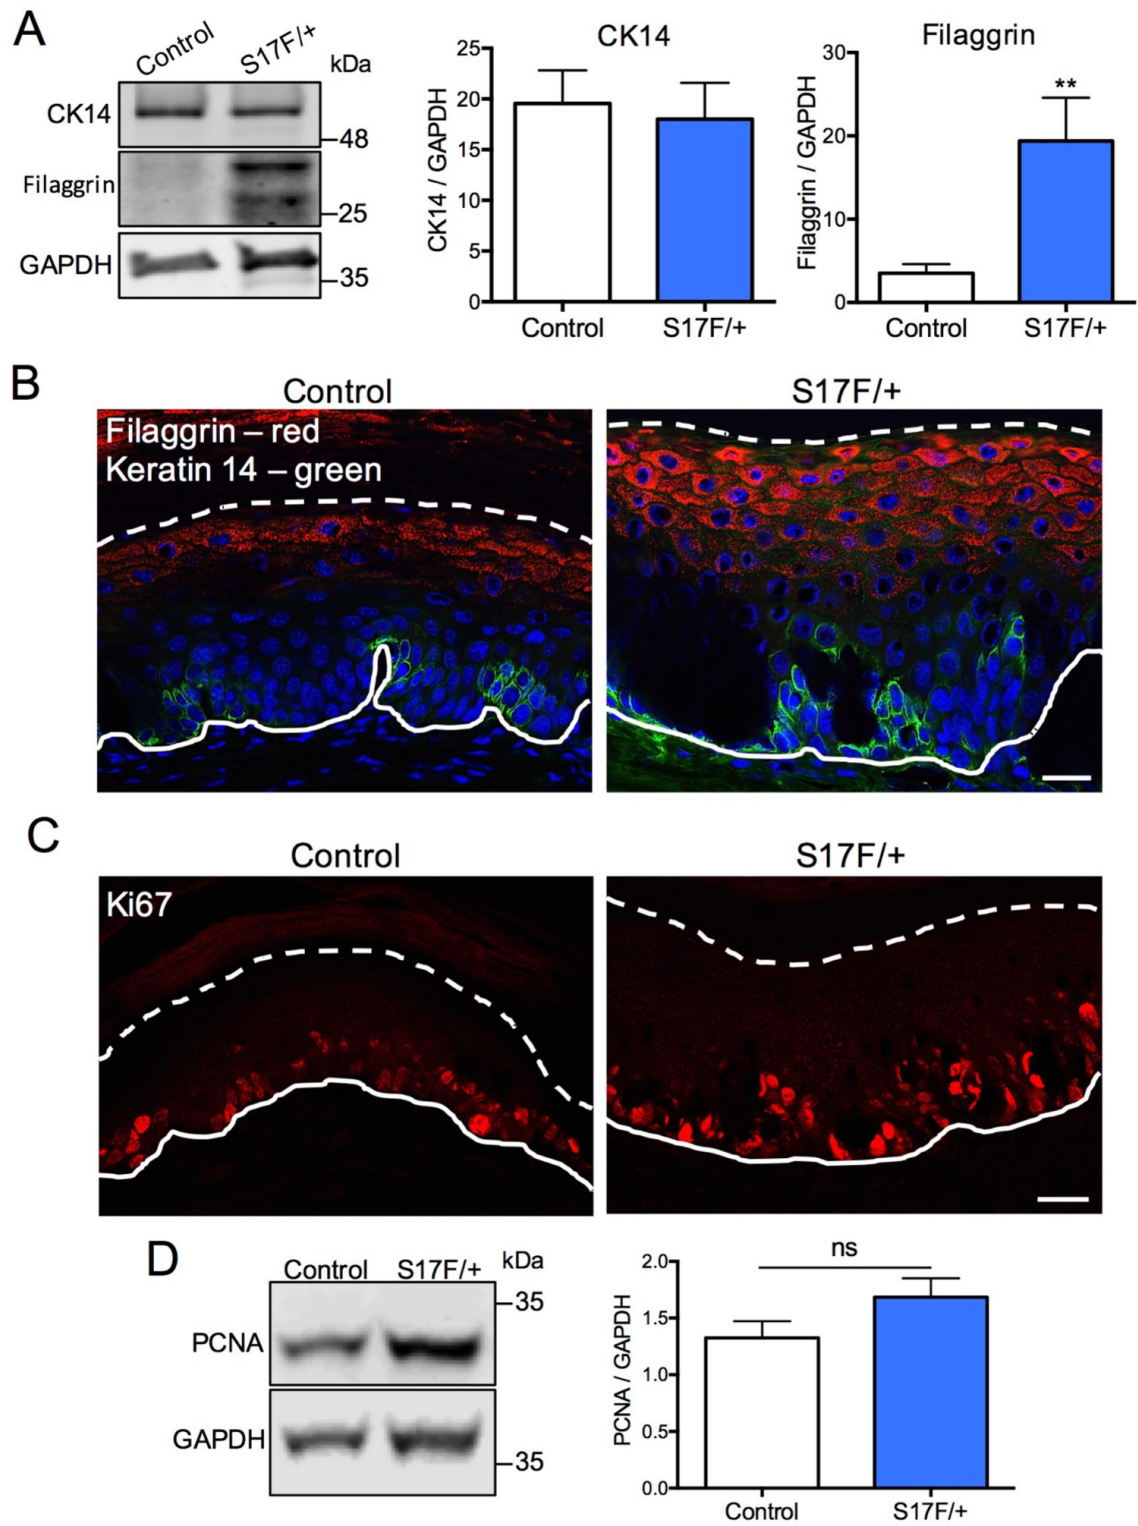 A
Control
S17F/+
kDa
CK14
48
Filaggrin
25
GAPDH
35
CK14
CK14 / GAPDH
25
20
15
10
5
0
Control
S17F/+
Filaggrin
Filaggrin / GAPDH
30
20
10
0
**
Control
S17F/+
B
Control
S17F/+
Filaggrin – red
Keratin 14 – green
C
Control
S17F/+
Ki67
D
Control
S17F/+
kDa
35
PCNA
GAPDH
35
PCNA / GAPDH
2.0
1.5
1.0
0.5
0.0
ns
Control
S17F/+